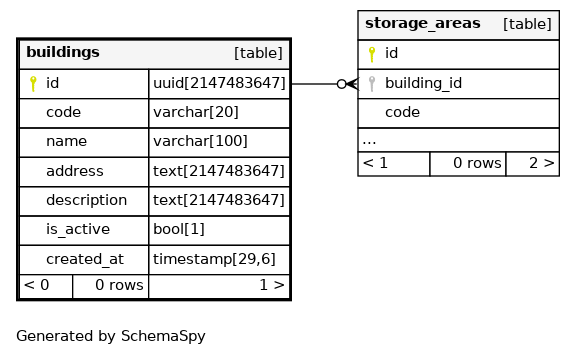 buildings [table]
id uuid[2147483647]
code varchar[20]
name varchar[100]
address text[2147483647]
description text[2147483647]
is_active bool[1]
created_at timestamp[29,6]
< 0 0 rows 1 >
storage_areas [table]
id
building_id
code
...
< 1 0 rows 2 >
Generated by SchemaSpy